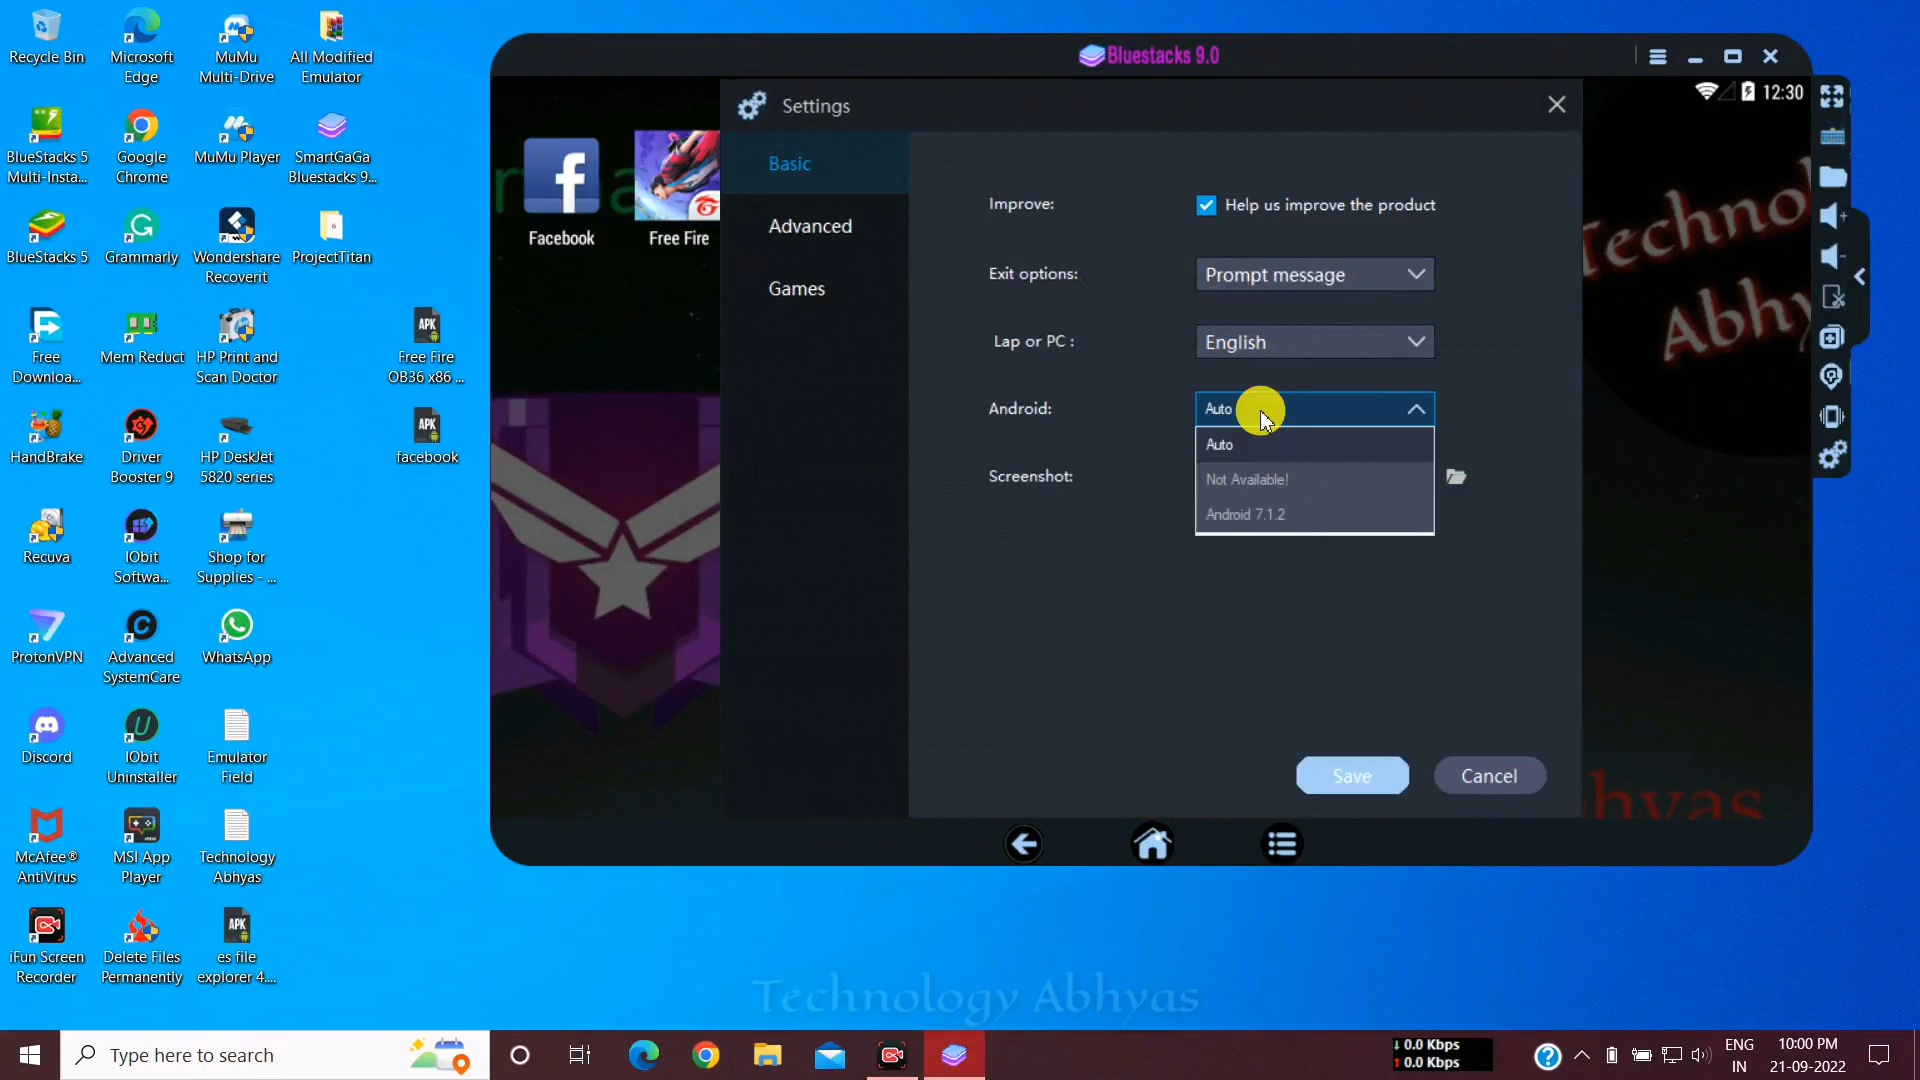 Recycle Bin
Microsoft
Edge
MuMu
Multi-Drive
All Modified
Emulator
BlueStacks 5
Multi-Insta...
Google
Chrome
MuMu Player
SmartGaGa
Bluestacks 9...
BlueStacks 5
Grammarly
Wondershare
Recoverit
ProjectTitan
Free
Downloa...
Mem Reduct
HP Print and
Scan Doctor
APK
Free Fire
OB36 x86 ...
HandBrake
Driver
Booster 9
HP DeskJet
5820 series
APK
facebook
Recuva
IObit
Softwa...
Shop for
Supplies - ...
ProtonVPN
Advanced
SystemCare
WhatsApp
Discord
IObit
Uninstaller
Emulator
Field
McAfee®
AntiVirus
MSI App
Player
Technology
Abhyas
iFun Screen
Recorder
Delete Files
Permanently
APK
es file
explorer 4....
Bluestacks 9.0
12:30
Facebook
Free Fire
Settings
Basic
Advanced
Games
Improve:
Help us improve the product
Exit options:
Prompt message
Lap or PC :
English
Android:
Auto
Auto
Not Available!
Android 7.1.2
Screenshot:
Save
Cancel
Techno
Abhy
hyas
Technology Abhyas
Type here to search
↓ 0.0 Kbps
↑ 0.0 Kbps
ENG
IN
10:00 PM
21-09-2022